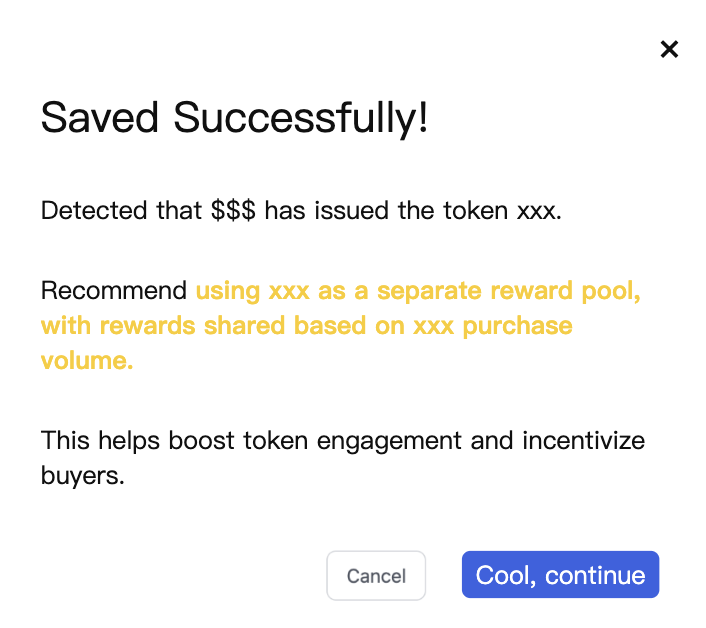 Saved Successfully!
Detected that $$$ has issued the token xxx.
Recommend using xxx as a separate reward pool,
with rewards shared based on xxx purchase
volume.
This helps boost token engagement and incentivize
buyers.
Cancel
Cool, continue